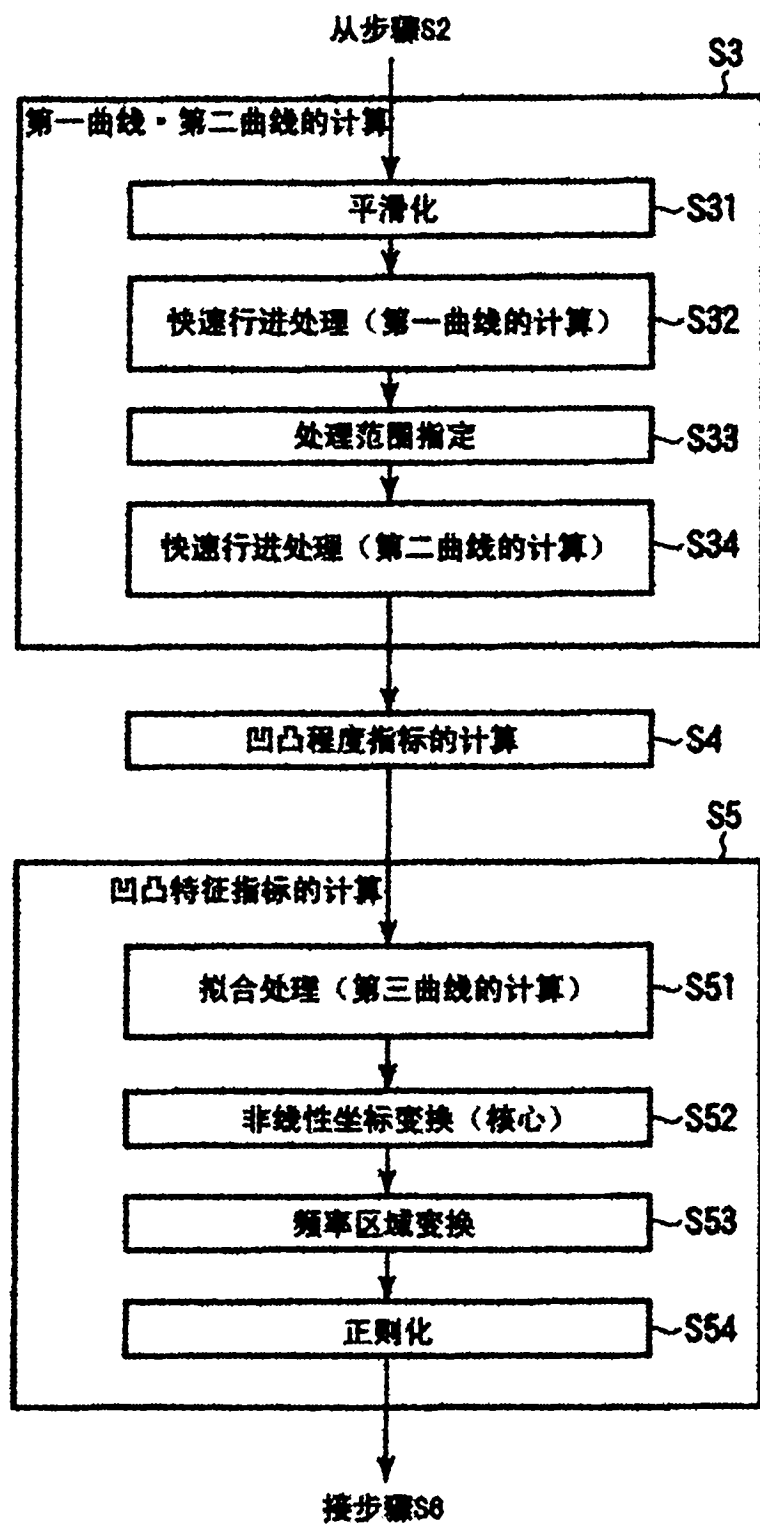 从步骤S2
S3
第一曲线·第二曲线的计算
平滑化
S31
快速行进处理（第一曲线的计算）
S32
处理范围指定
S33
快速行进处理（第二曲线的计算）
S34
凹凸程度指标的计算
S4
S5
凹凸特征指标的计算
拟合处理（第三曲线的计算）
S51
非线性坐标变换（核心）
S52
频率区域变换
S53
正则化
S54
接步骤S6